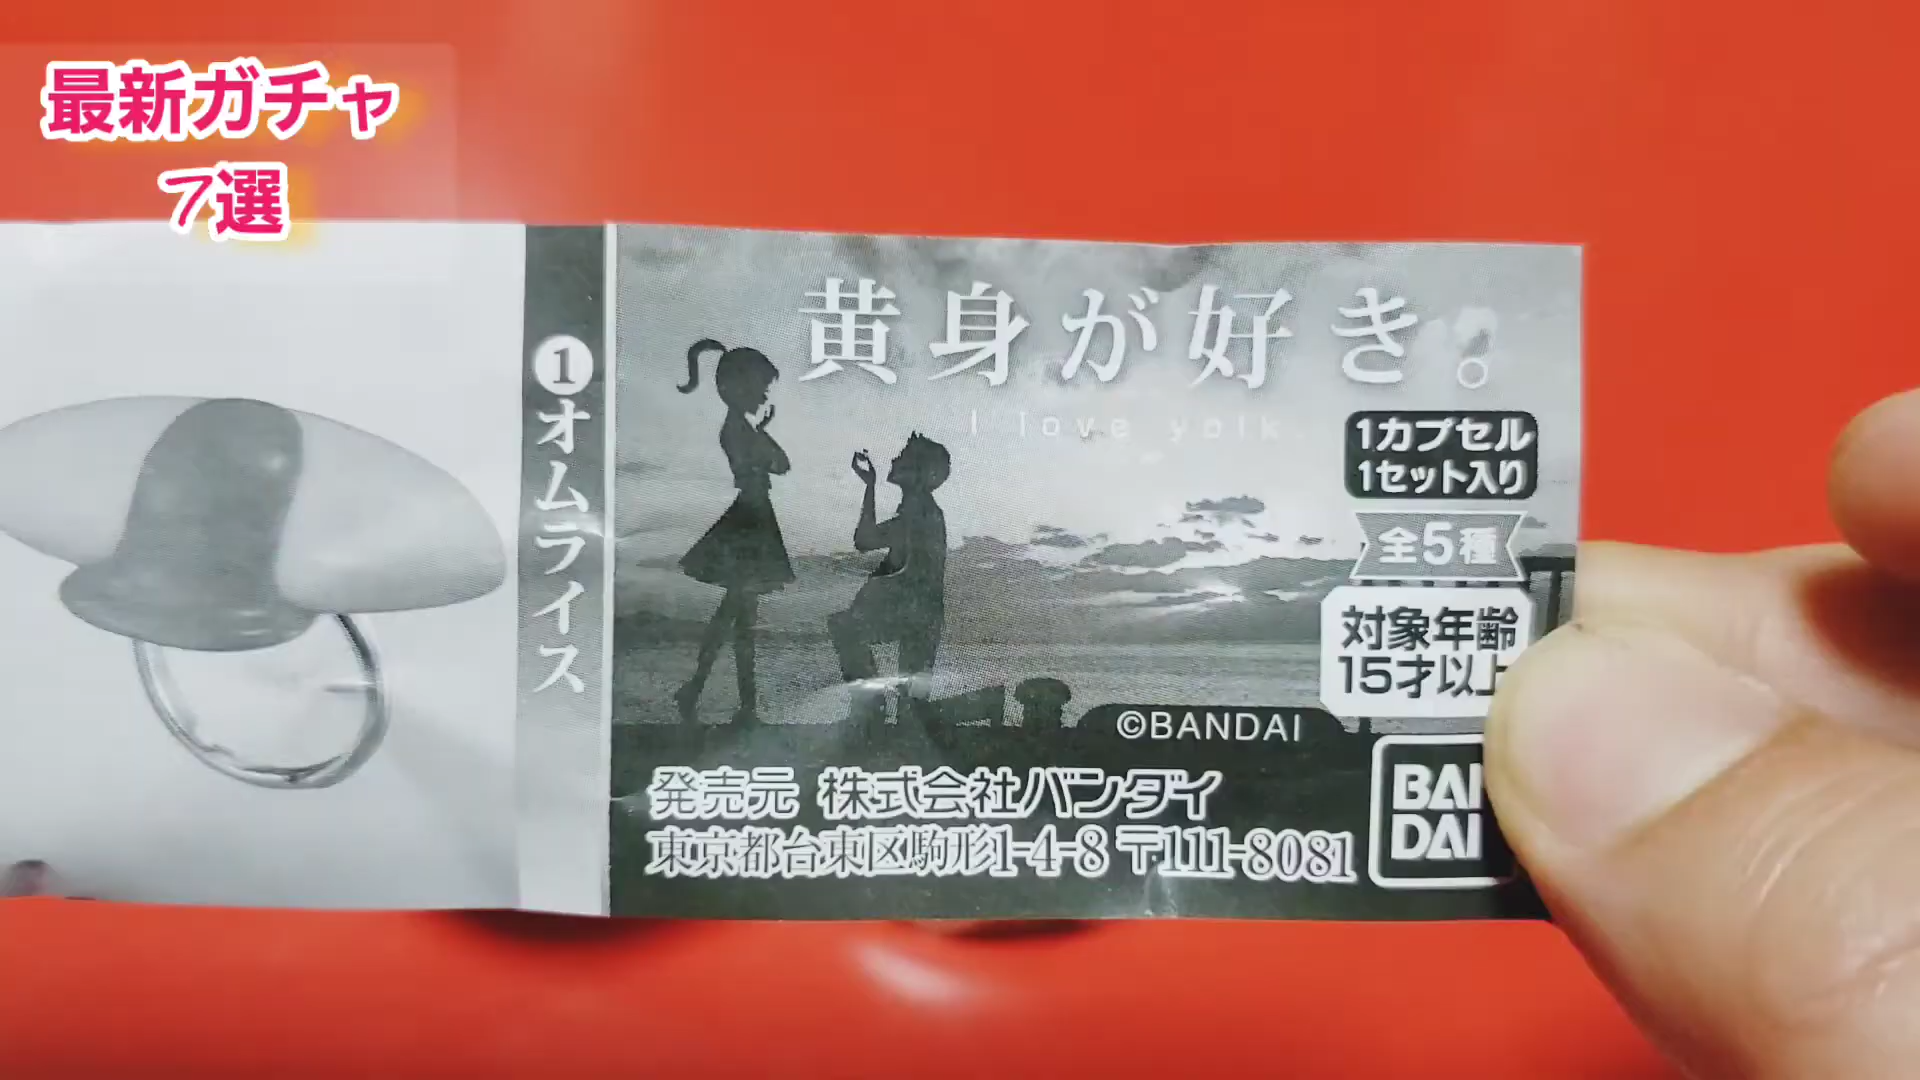 最新ガチャ
7選
❶オムライス
黄身が好き。
I love yolk.
1カプセル
1セット入り
全5種
対象年齢
15才以上
©BANDAI
発売元 株式会社バンダイ
東京都台東区駒形1-4-8 〒111-8081
BAN
DAI